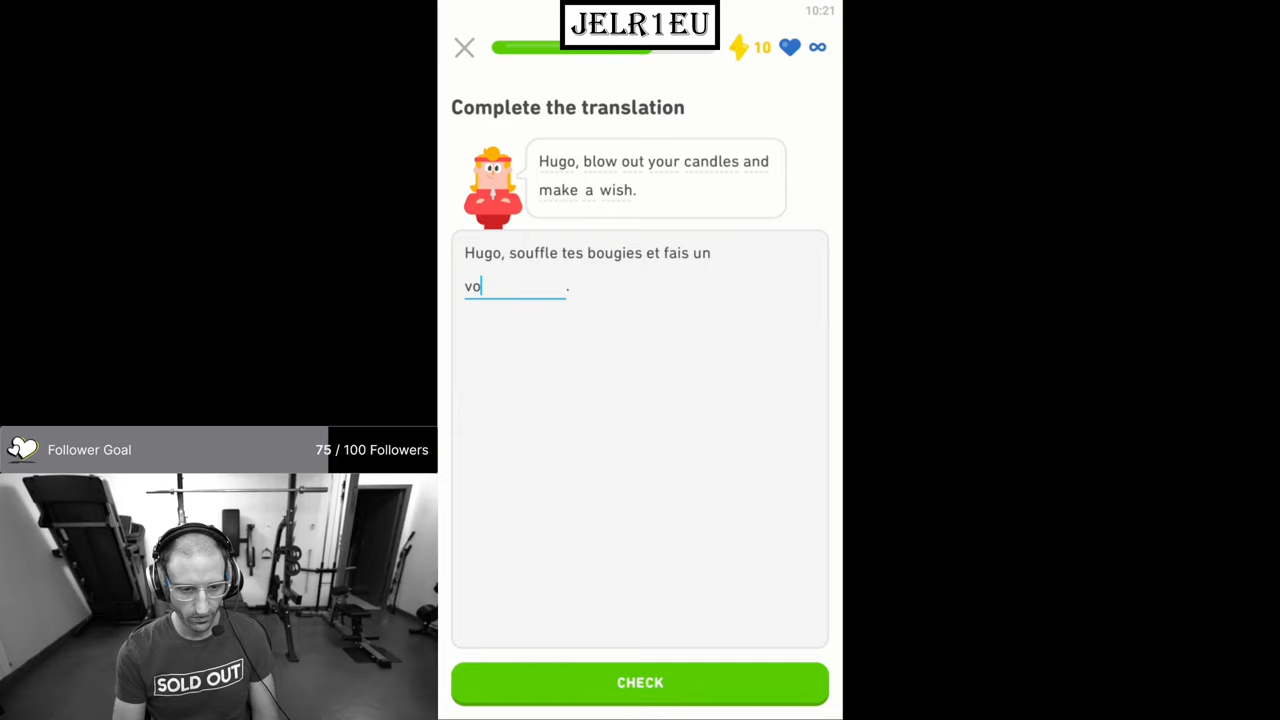 JELR1EU
10:21
10
Complete the translation
Hugo, blow out your candles and
make a wish.
Hugo, souffle tes bougies et fais un
vo .
CHECK
Follower Goal 75 / 100 Followers
SOLD OUT